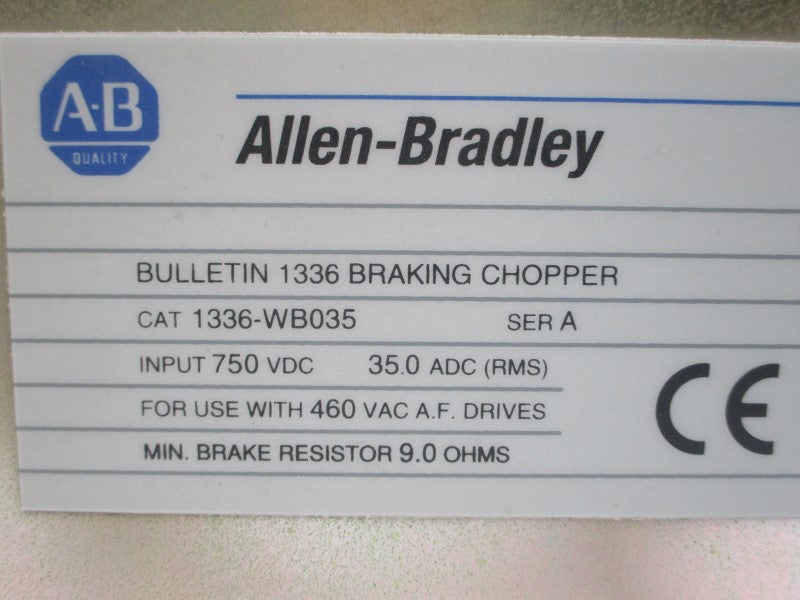 A-B
QUALITY
Allen-Bradley
BULLETIN 1336 BRAKING CHOPPER
CAT 1336-WB035 SER A
INPUT 750 VDC 35.0 ADC (RMS)
FOR USE WITH 460 VAC A.F. DRIVES
MIN. BRAKE RESISTOR 9.0 OHMS
CE